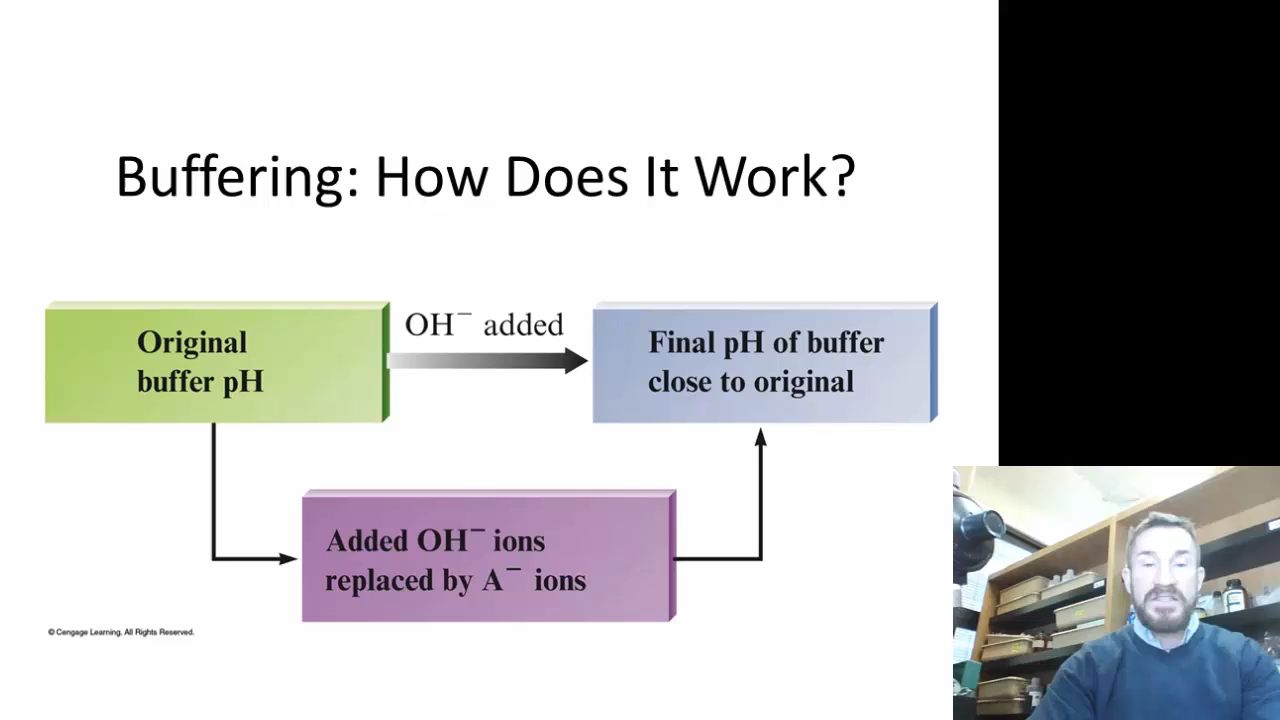 Buffering: How Does It Work?
Original
buffer pH
OH⁻ added
Final pH of buffer
close to original
Added OH⁻ ions
replaced by A⁻ ions
© Cengage Learning. All Rights Reserved.